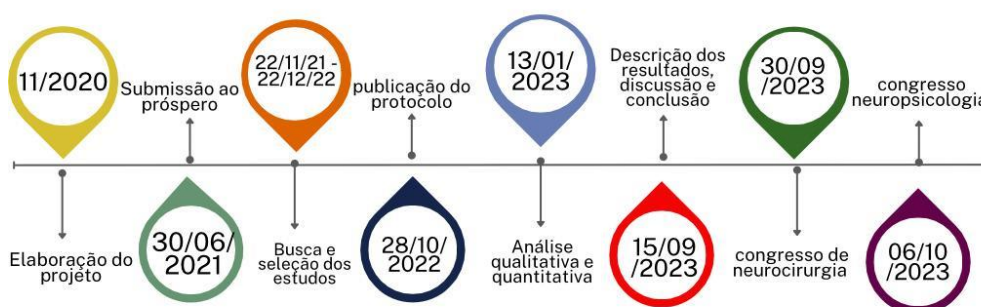 11/2020
Elaboração do
projeto
Submissão ao
próspero
30/06/
2021
22/11/21 -
22/12/22
Busca e
seleção dos
estudos
publicação do
protocolo
28/10/
2022
13/01/
2023
Análise
qualitativa e
quantitativa
Descrição dos
resultados,
discussão e
conclusão
15/09
/2023
30/09
/2023
congresso de
neurocirurgia
congresso
neuropsicologia
06/10
/2023